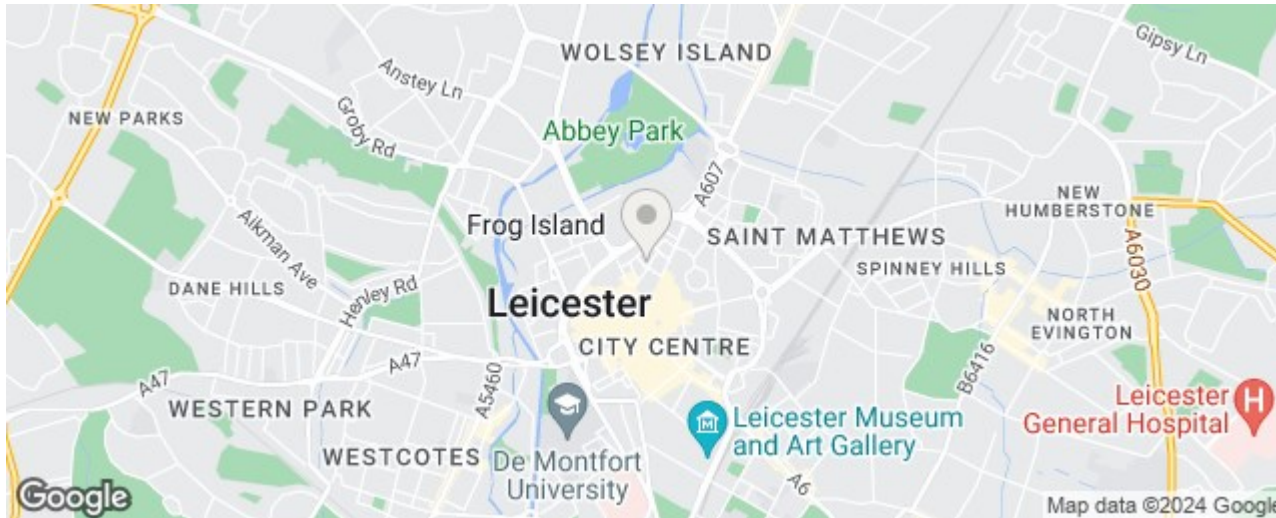 WOLSEY ISLAND
Gipsy Ln
Anstey Ln
NEW PARKS
Groby Rd
Abbey Park
A607
NEW
HUMBERSTONE
Frog Island
SAINT MATTHEWS
Aikman Ave
A6030
SPINNEY HILLS
DANE HILLS
Henley Rd
Leicester
NORTH
EVINGTON
CITY CENTRE
A47
A47
A5460
B6416
WESTERN PARK
Leicester
General Hospital
H
Leicester Museum
and Art Gallery
M
WESTCOTES
De Montfort
University
A6
Google
Map data ©2024 Google